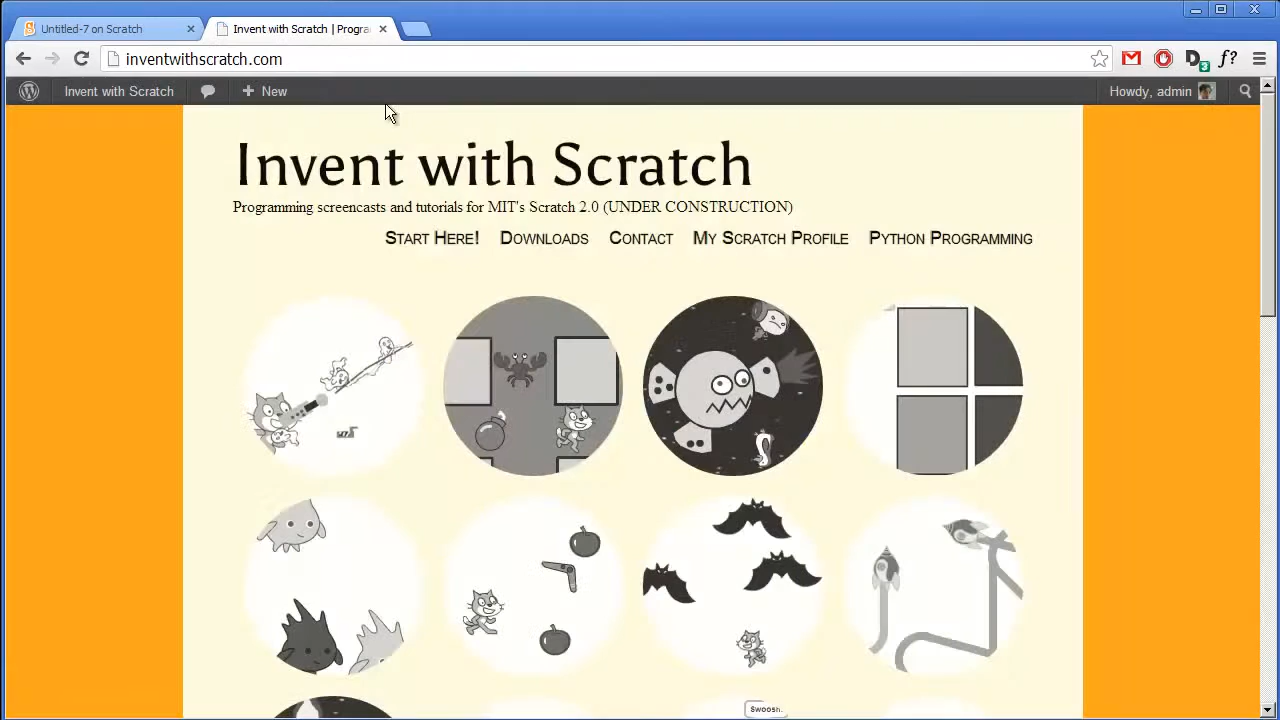 Untitled-7 on Scratch
Invent with Scratch | Progra
inventwithscratch.com
D 3
f?
Invent with Scratch
New
Howdy, admin
Invent with Scratch
Programming screencasts and tutorials for MIT's Scratch 2.0 (UNDER CONSTRUCTION)
START HERE! DOWNLOADS CONTACT MY SCRATCH PROFILE PYTHON PROGRAMMING
Swoosh.